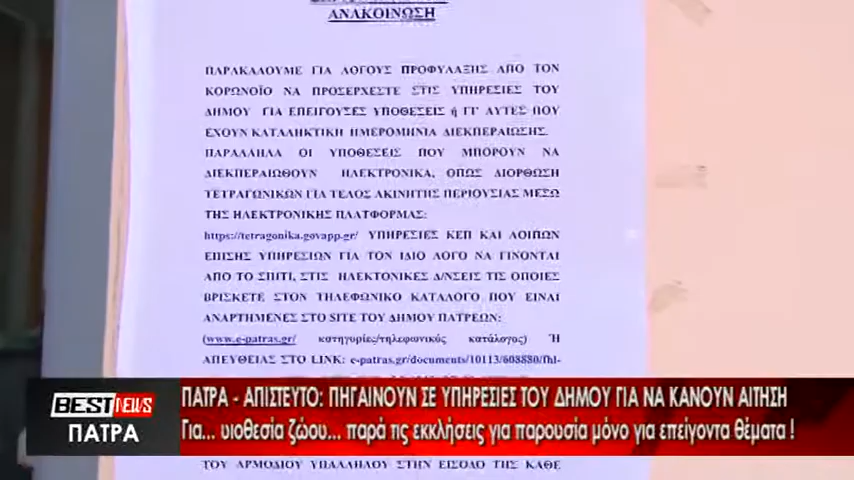 ΑΝΑΚΟΙΝΩΣΗ
ΠΑΡΑΚΑΛΟΥΜΕ ΓΙΑ ΛΟΓΟΥΣ ΠΡΟΦΥΛΑΞΗΣ ΑΠΟ ΤΟΝ
ΚΟΡΩΝΟΪΟ ΝΑ ΠΡΟΣΕΡΧΕΣΤΕ ΣΤΙΣ ΥΠΗΡΕΣΙΕΣ ΤΟΥ
ΔΗΜΟΥ ΓΙΑ ΕΠΕΙΓΟΥΣΕΣ ΥΠΟΘΕΣΕΙΣ ή ΓΙ' ΑΥΤΕΣ ΠΟΥ
ΕΧΟΥΝ ΚΑΤΑΛΗΚΤΙΚΗ ΗΜΕΡΟΜΗΝΙΑ ΔΙΕΚΠΕΡΑΙΩΣΗΣ.
ΠΑΡΑΛΛΗΛΑ ΟΙ ΥΠΟΘΕΣΕΙΣ ΠΟΥ ΜΠΟΡΟΥΝ ΝΑ
ΔΙΕΚΠΕΡΑΙΩΘΟΥΝ ΗΛΕΚΤΡΟΝΙΚΑ, ΟΠΩΣ ΔΙΟΡΘΩΣΗ
ΤΕΤΡΑΓΩΝΙΚΩΝ ΓΙΑ ΤΕΛΟΣ ΑΚΙΝΗΤΗΣ ΠΕΡΙΟΥΣΙΑΣ ΜΕΣΩ
ΤΗΣ ΗΛΕΚΤΡΟΝΙΚΗΣ ΠΛΑΤΦΟΡΜΑΣ:
https://tetragonika.govapp.gr/ ΥΠΗΡΕΣΙΕΣ ΚΕΠ ΚΑΙ ΛΟΙΠΩΝ
ΕΠΙΣΗΣ ΥΠΗΡΕΣΙΩΝ ΓΙΑ ΤΟΝ ΙΔΙΟ ΛΟΓΟ ΝΑ ΓΙΝΟΝΤΑΙ
ΑΠΟ ΤΟ ΣΠΙΤΙ, ΣΤΙΣ ΗΛΕΚΤΟΝΙΚΕΣ Δ/ΝΣΕΙΣ ΤΙΣ ΟΠΟΙΕΣ
ΒΡΙΣΚΕΤΕ ΣΤΟΝ ΤΗΛΕΦΩΝΙΚΟ ΚΑΤΑΛΟΓΟ ΠΟΥ ΕΙΝΑΙ
ΑΝΑΡΤΗΜΕΝΕΣ ΣΤΟ SITE ΤΟΥ ΔΗΜΟΥ ΠΑΤΡΕΩΝ:
(www.e-patras.gr/ κατηγορίες/τηλεφωνικός κατάλογος) Ή
ΑΠΕΥΘΕΙΑΣ ΣΤΟ LINK: e-patras.gr/documents/10113/608880/fhl-
BEST NEWS
ΠΑΤΡΑ
ΠΑΤΡΑ - ΑΠΙΣΤΕΥΤΟ: ΠΗΓΑΙΝΟΥΝ ΣΕ ΥΠΗΡΕΣΙΕΣ ΤΟΥ ΔΗΜΟΥ ΓΙΑ ΝΑ ΚΑΝΟΥΝ ΑΙΤΗΣΗ
Για... υιοθεσία ζώου... παρά τις εκκλήσεις για παρουσία μόνο για επείγοντα θέματα !
ΤΟΥ ΑΡΜΟΔΙΟΥ ΥΠΑΛΛΗΛΟΥ ΣΤΗΝ ΕΙΣΟΔΟ ΤΗΣ ΚΑΘΕ